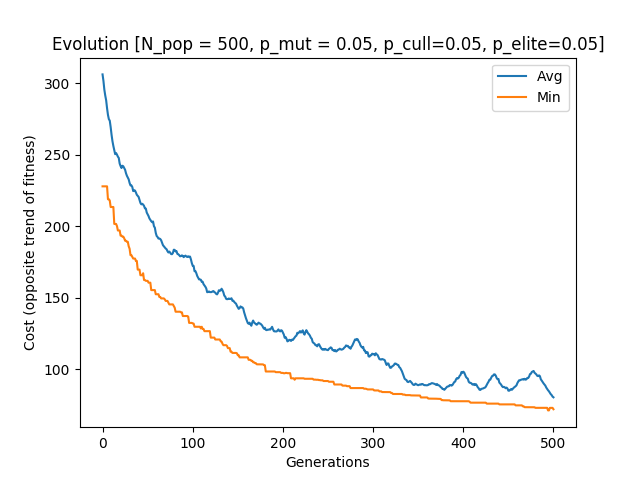 Evolution [N_pop = 500, p_mut = 0.05, p_cull=0.05, p_elite=0.05]
Avg
Min
Cost (opposite trend of fitness)
300
250
200
150
100
0 100 200 300 400 500
Generations